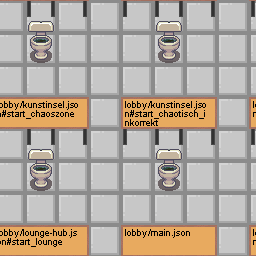 lobby/kunstinsel.jso
n#start_chaoszone
lobby/kunstinsel.jso
n#start_chaotisch_i
nkorrekt
lobby/lounge-hub.js
on#start_lounge
lobby/main.json